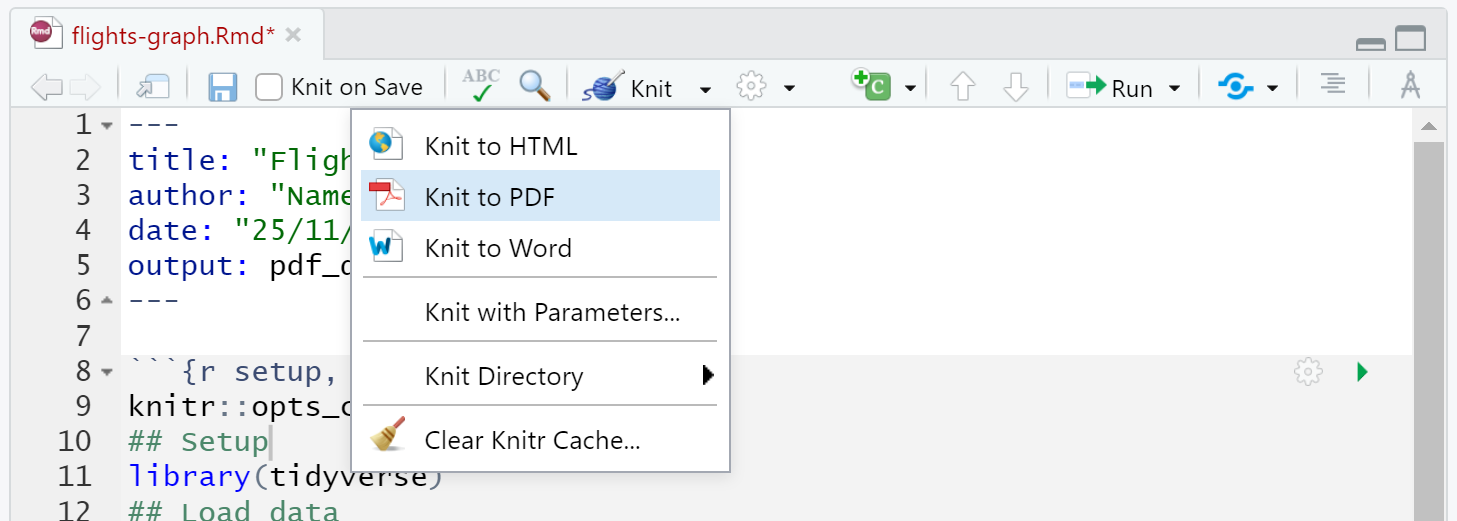 Rmd flights-graph.Rmd*
Knit on Save ABC Knit C Run
1 ---
2 title: "Fligh
3 author: "Name
4 date: "25/11/
5 output: pdf_d
6 ---
7
8 ```{r setup,
9 knitr::opts_c
10 ## Setup
11 library(tidyverse)
12 ## Load data
Knit to HTML
Knit to PDF
W Knit to Word
Knit with Parameters...
Knit Directory
Clear Knitr Cache...